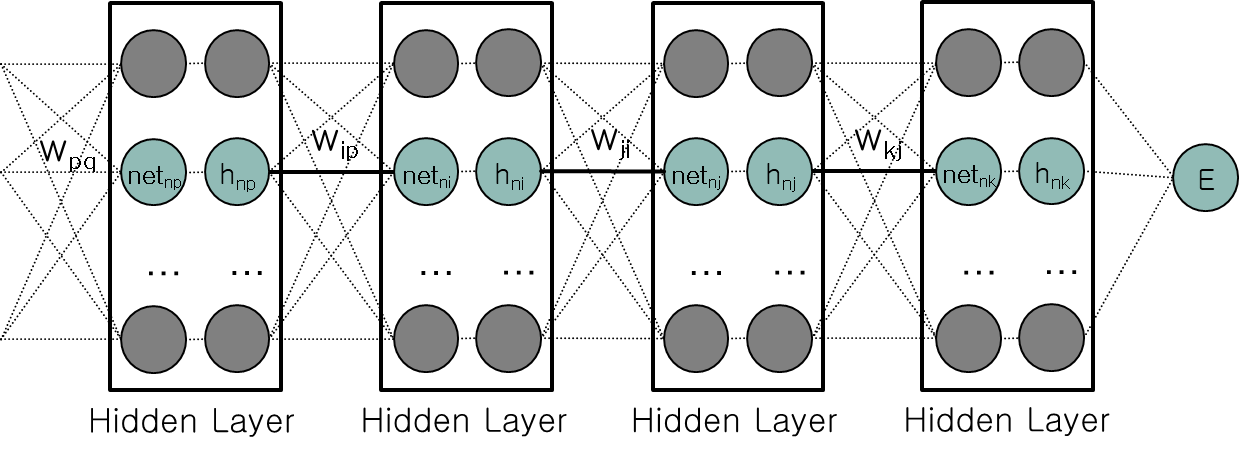 W_pq W_ip W_ji W_kj
net_np h_np net_ni h_ni net_nj h_nj net_nk h_nk E
... ... ... ... ... ... ... ...
Hidden Layer Hidden Layer Hidden Layer Hidden Layer